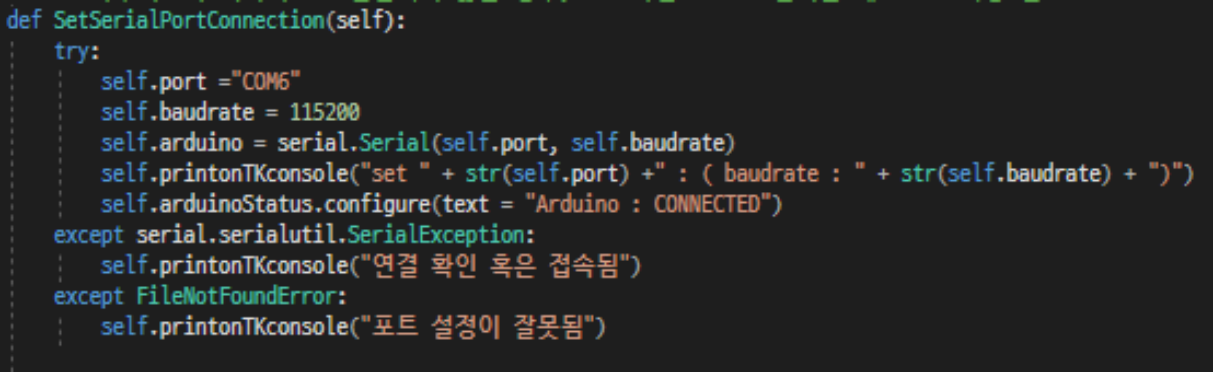 def SetSerialPortConnection(self):
try:
self.port ="COM6"
self.baudrate = 115200
self.arduino = serial.Serial(self.port, self.baudrate)
self.printonTKconsole("set " + str(self.port) +" : ( baudrate : " + str(self.baudrate) + ")")
self.arduinoStatus.configure(text = "Arduino : CONNECTED")
except serial.serialutil.SerialException:
self.printonTKconsole("연결 확인 혹은 접속됨")
except FileNotFoundError:
self.printonTKconsole("포트 설정이 잘못됨")